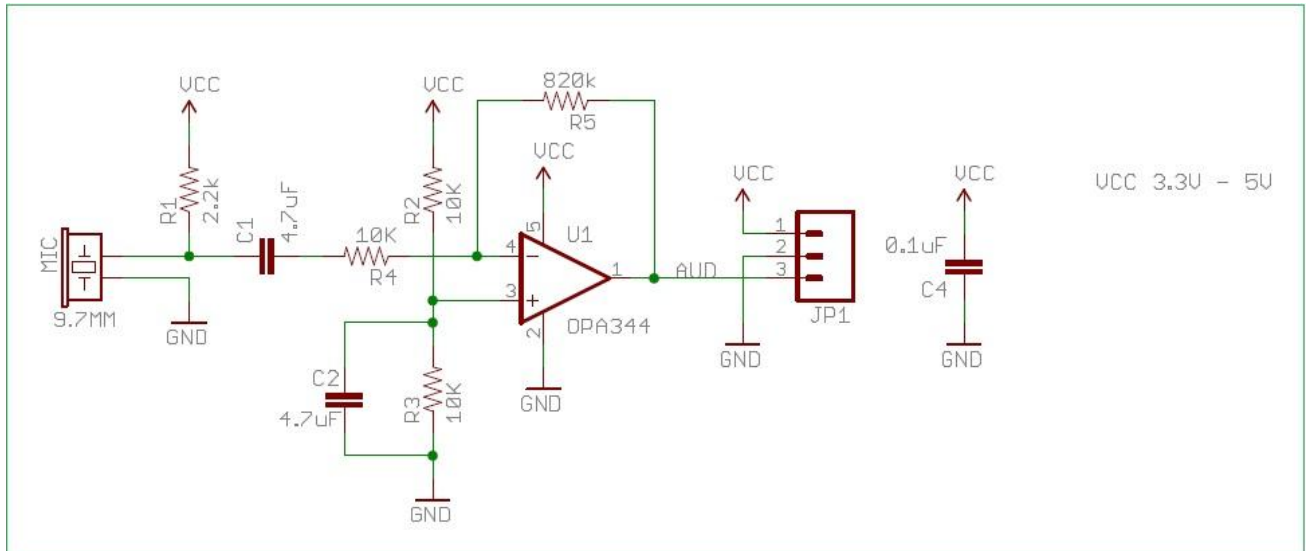 VCC
R1
2.2k
MIC
9.7MM
GND
C1
4.7uF
10K
R4
VCC
R2
10K
C2
4.7uF
R3
10K
GND
820k
R5
VCC
5
U1
4
3
1
2
OPA344
GND
AUD
VCC
1
2
3
JP1
GND
VCC
0.1uF
C4
GND
VCC 3.3V - 5V